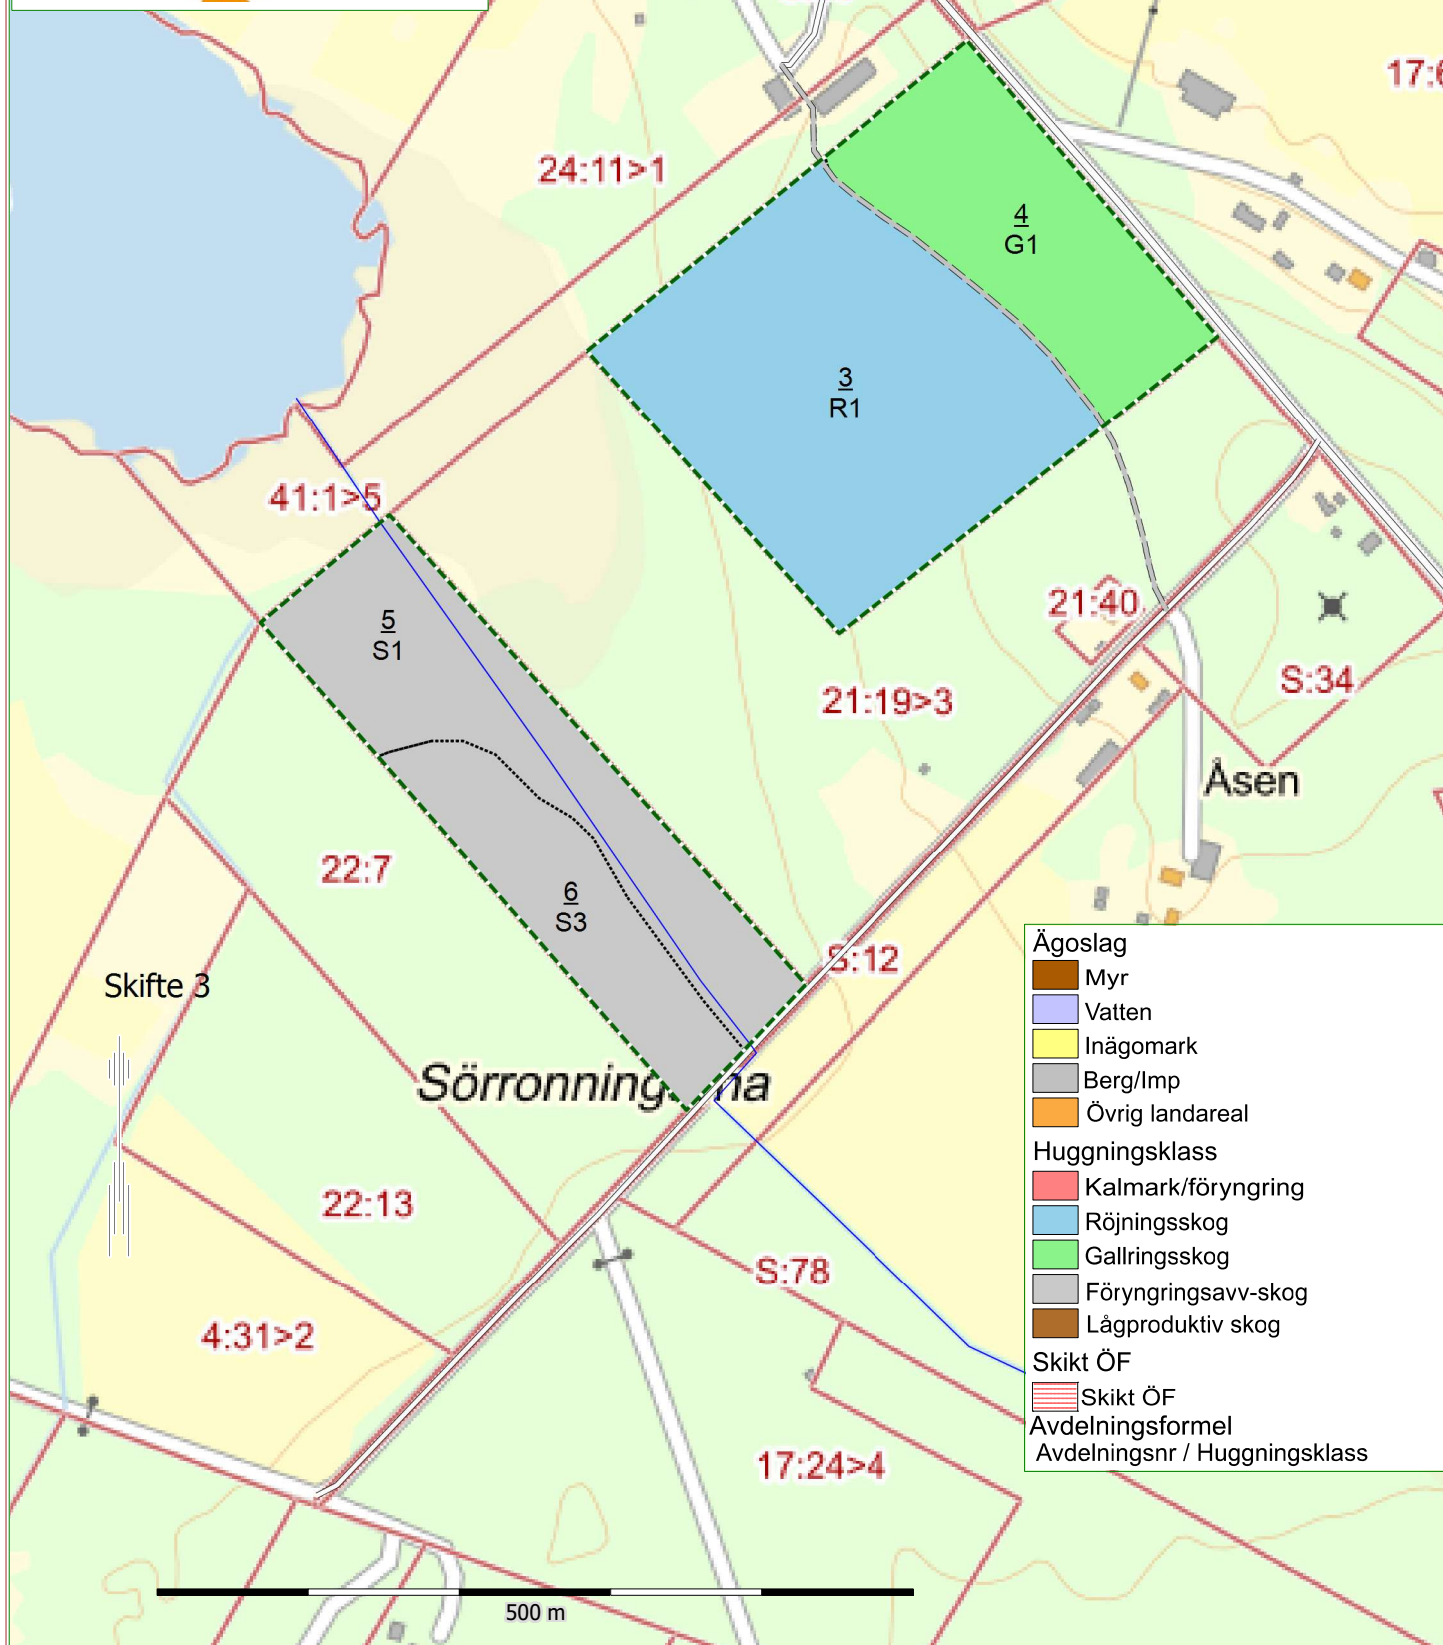 17:6
24:11>1
4
G1
3
R1
41:1>5
5
S1
21:40
S:34
21:19>3
Åsen
22:7
6
S3
S:12
Skifte 3
22:13
S:78
4:31>2
17:24>4
500 m
Ägoslag
Myr
Vatten
Inägomark
Berg/Imp
Övrig landareal
Huggningsklass
Kalmark/föryngring
Röjningsskog
Gallringsskog
Föryngringsavv-skog
Lågproduktiv skog
Skikt ÖF
Skikt ÖF
Avdelningsformel
Avdelningsnr / Huggningsklass